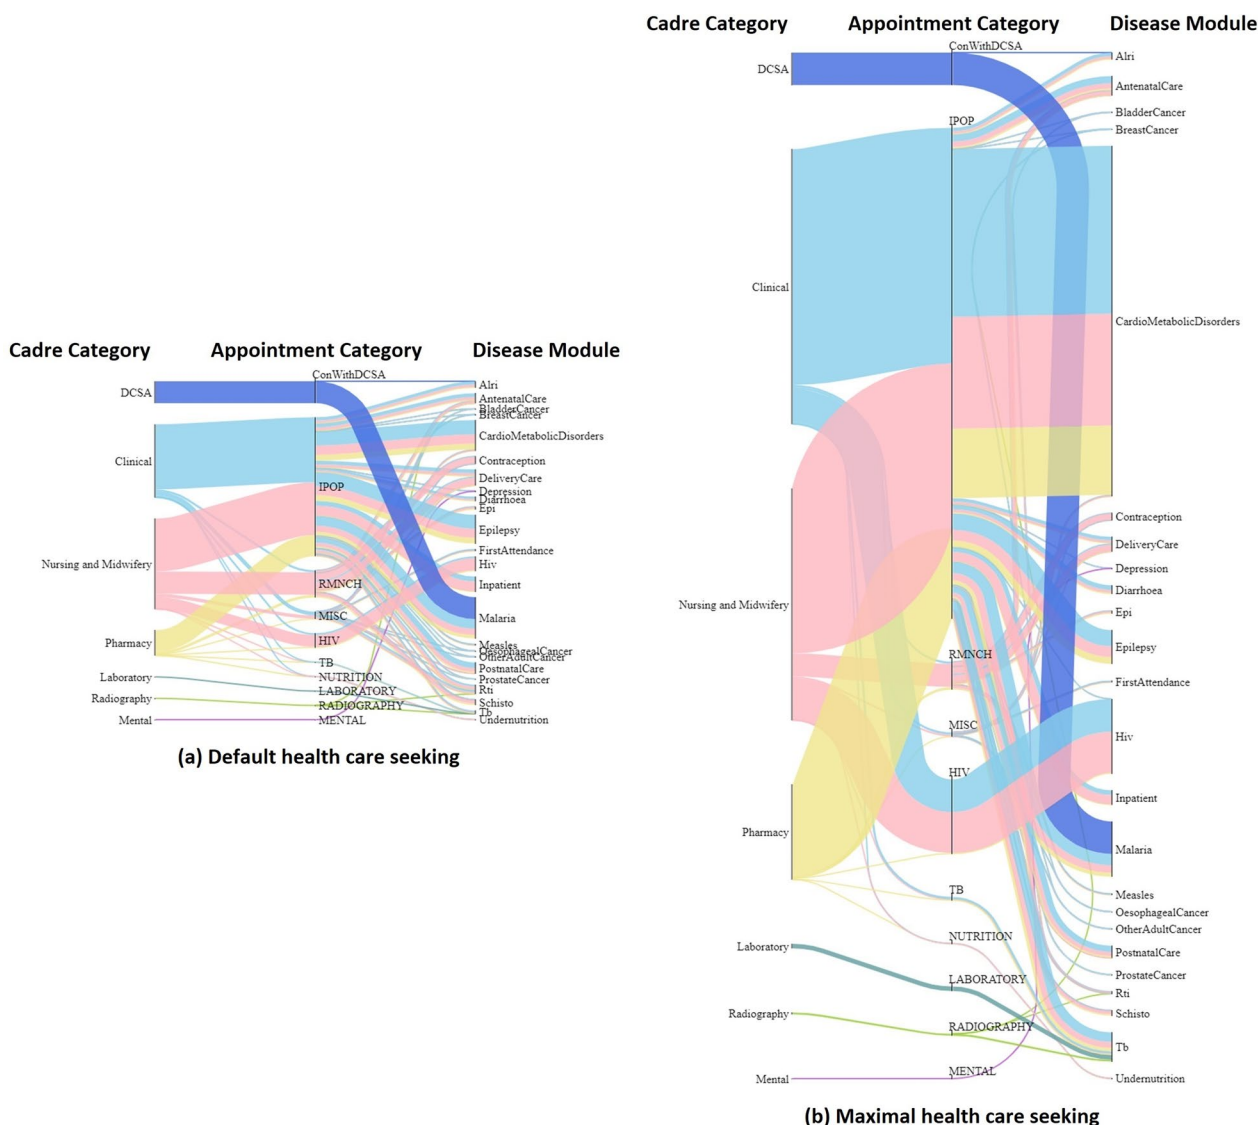 Cadre Category Appointment Category Disease Module
ConWithDCSA
DCSA
Alri
AntenatalCare
BladderCancer
BreastCancer
CardioMetabolicDisorders
Clinical
Contraception
DeliveryCare
IPOP
Depression
Diarrhoea
Epi
Epilepsy
FirstAttendance
Nursing and Midwifery
Hiv
RMNCH
Inpatient
MISC
Malaria
HIV
Pharmacy
Measles
OesophagealCancer
OtherAdultCancer
TB
PostnatalCare
Laboratory
NUTRITION
ProstateCancer
LABORATORY
Rti
Radiography
RADIOGRAPHY
Schisto
Tb
Mental
MENTAL
Undernutrition
(a) Default health care seeking
Cadre Category Appointment Category Disease Module
ConWithDCSA
Alri
DCSA
AntenatalCare
BladderCancer
IPOP
BreastCancer
Clinical
CardioMetabolicDisorders
Contraception
DeliveryCare
Depression
Diarrhoea
Nursing and Midwifery
Epi
Epilepsy
RMNCH
FirstAttendance
MISC
Hiv
HIV
Inpatient
Pharmacy
Malaria
TB
Measles
OesophagealCancer
OtherAdultCancer
NUTRITION
Laboratory
PostnatalCare
ProstateCancer
LABORATORY
Rti
Radiography
Schisto
RADIOGRAPHY
Tb
MENTAL
Mental
Undernutrition
(b) Maximal health care seeking